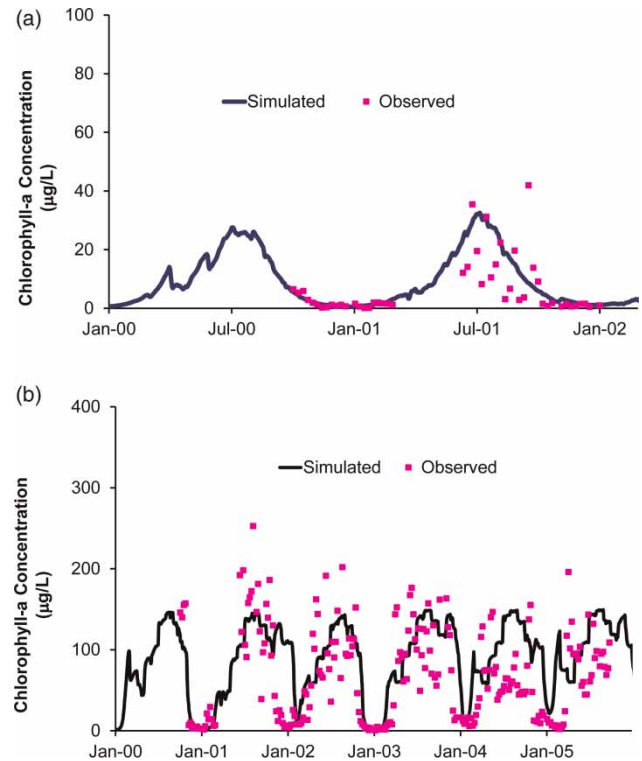 (a)
100
80
60
40
20
0
Chlorophyll-a Concentration
(µg/L)
Simulated Observed
Jan-00 Jul-00 Jan-01 Jul-01 Jan-02
(b)
400
300
200
100
0
Chlorophyll-a Concentration
(µg/L)
Simulated Observed
Jan-00 Jan-01 Jan-02 Jan-03 Jan-04 Jan-05